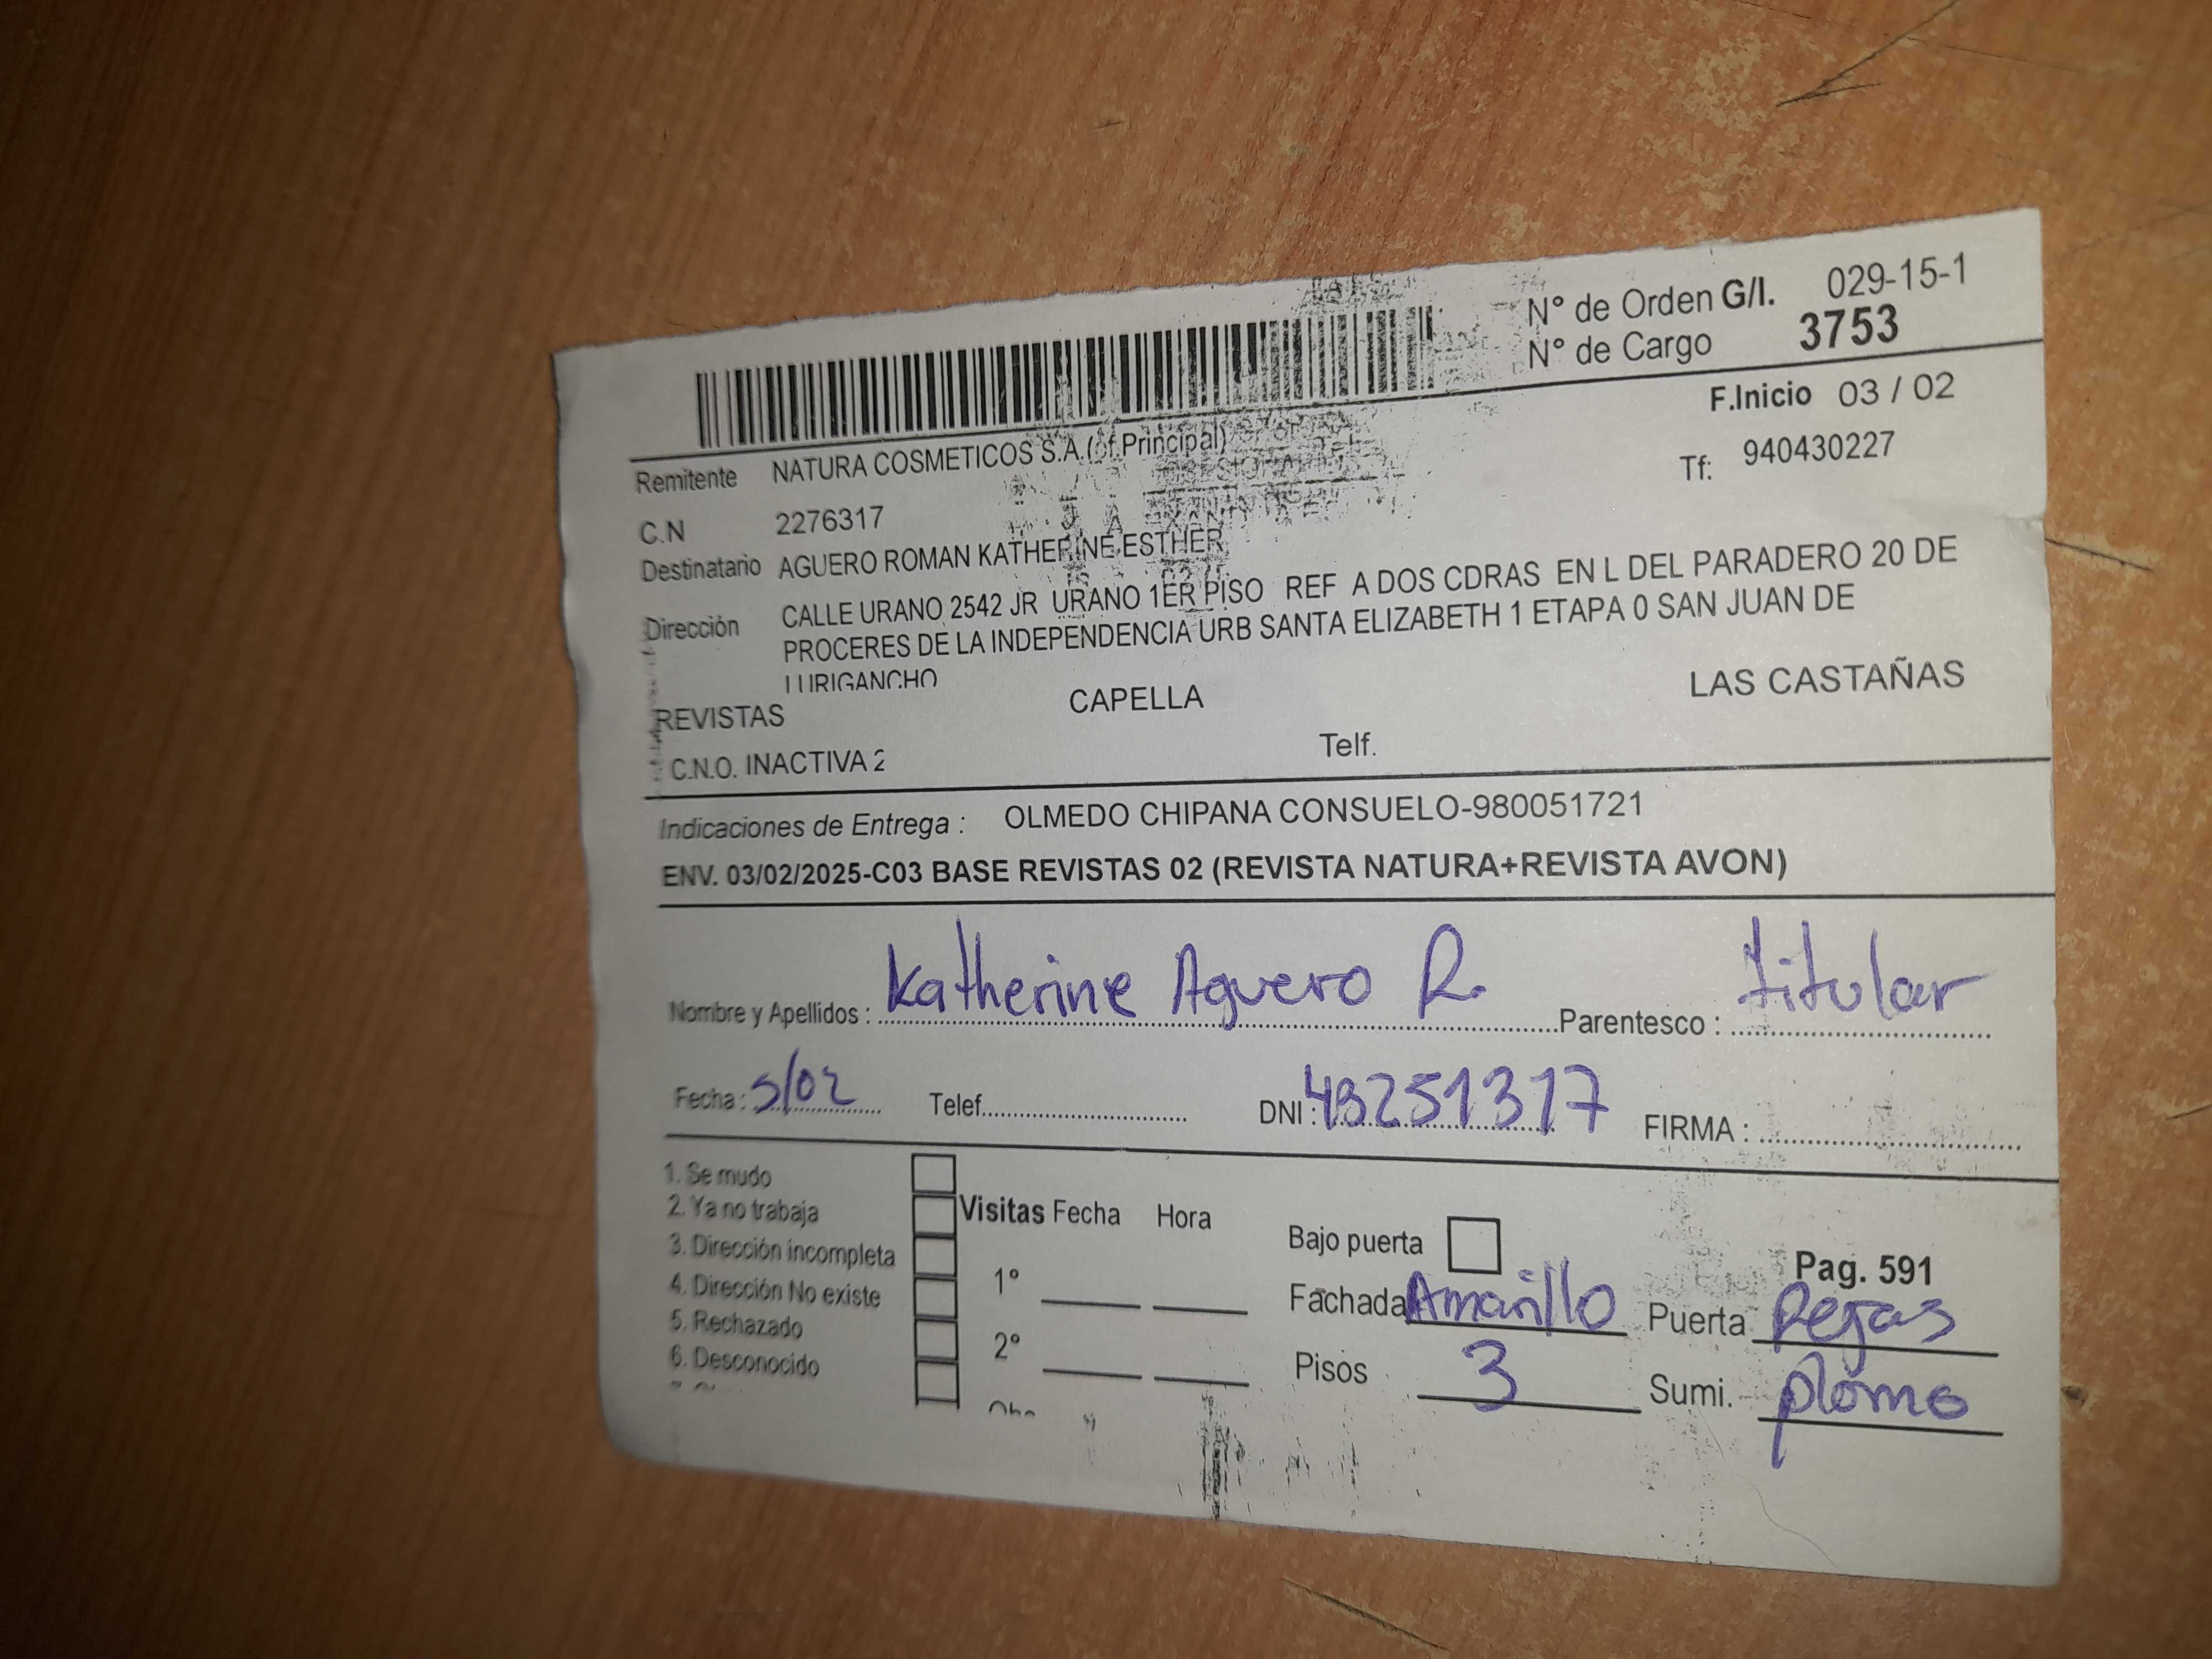 N° de Orden G/I. 029-15-1
N° de Cargo 3753
F.Inicio 03 / 02
Remitente NATURA COSMETICOS S.A.(of.Principal)
Tf: 940430227
C.N 2276317
Destinatario AGUERO ROMAN KATHERINE ESTHER
Dirección CALLE URANO 2542 JR URANO 1ER PISO REF A DOS CDRAS EN L DEL PARADERO 20 DE
PROCERES DE LA INDEPENDENCIA URB SANTA ELIZABETH 1 ETAPA 0 SAN JUAN DE
LURIGANCHO
REVISTAS CAPELLA LAS CASTAÑAS
C.N.O. INACTIVA 2 Telf.
Indicaciones de Entrega : OLMEDO CHIPANA CONSUELO-980051721
ENV. 03/02/2025-C03 BASE REVISTAS 02 (REVISTA NATURA+REVISTA AVON)
Nombre y Apellidos : Katherine Aguero R. Parentesco : titular
Fecha : 5/02 Telef. DNI : 43251317 FIRMA :
1. Se mudo
2. Ya no trabaja Visitas Fecha Hora
3. Dirección incompleta Bajo puerta Pag. 591
4. Dirección No existe 1° Fachada Amarillo Puerta Rejas
5. Rechazado
6. Desconocido 2° Pisos 3 Sumi. plomo